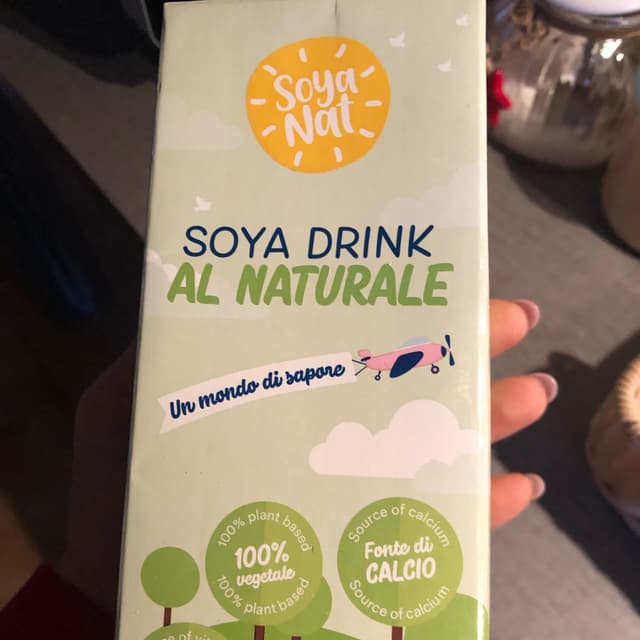 Soya
Nat
SOYA DRINK
AL NATURALE
Un mondo di sapore
100% plant based
100%
vegetale
100% plant based
Source of calcium
Fonte di
CALCIO
Source of calcium
of